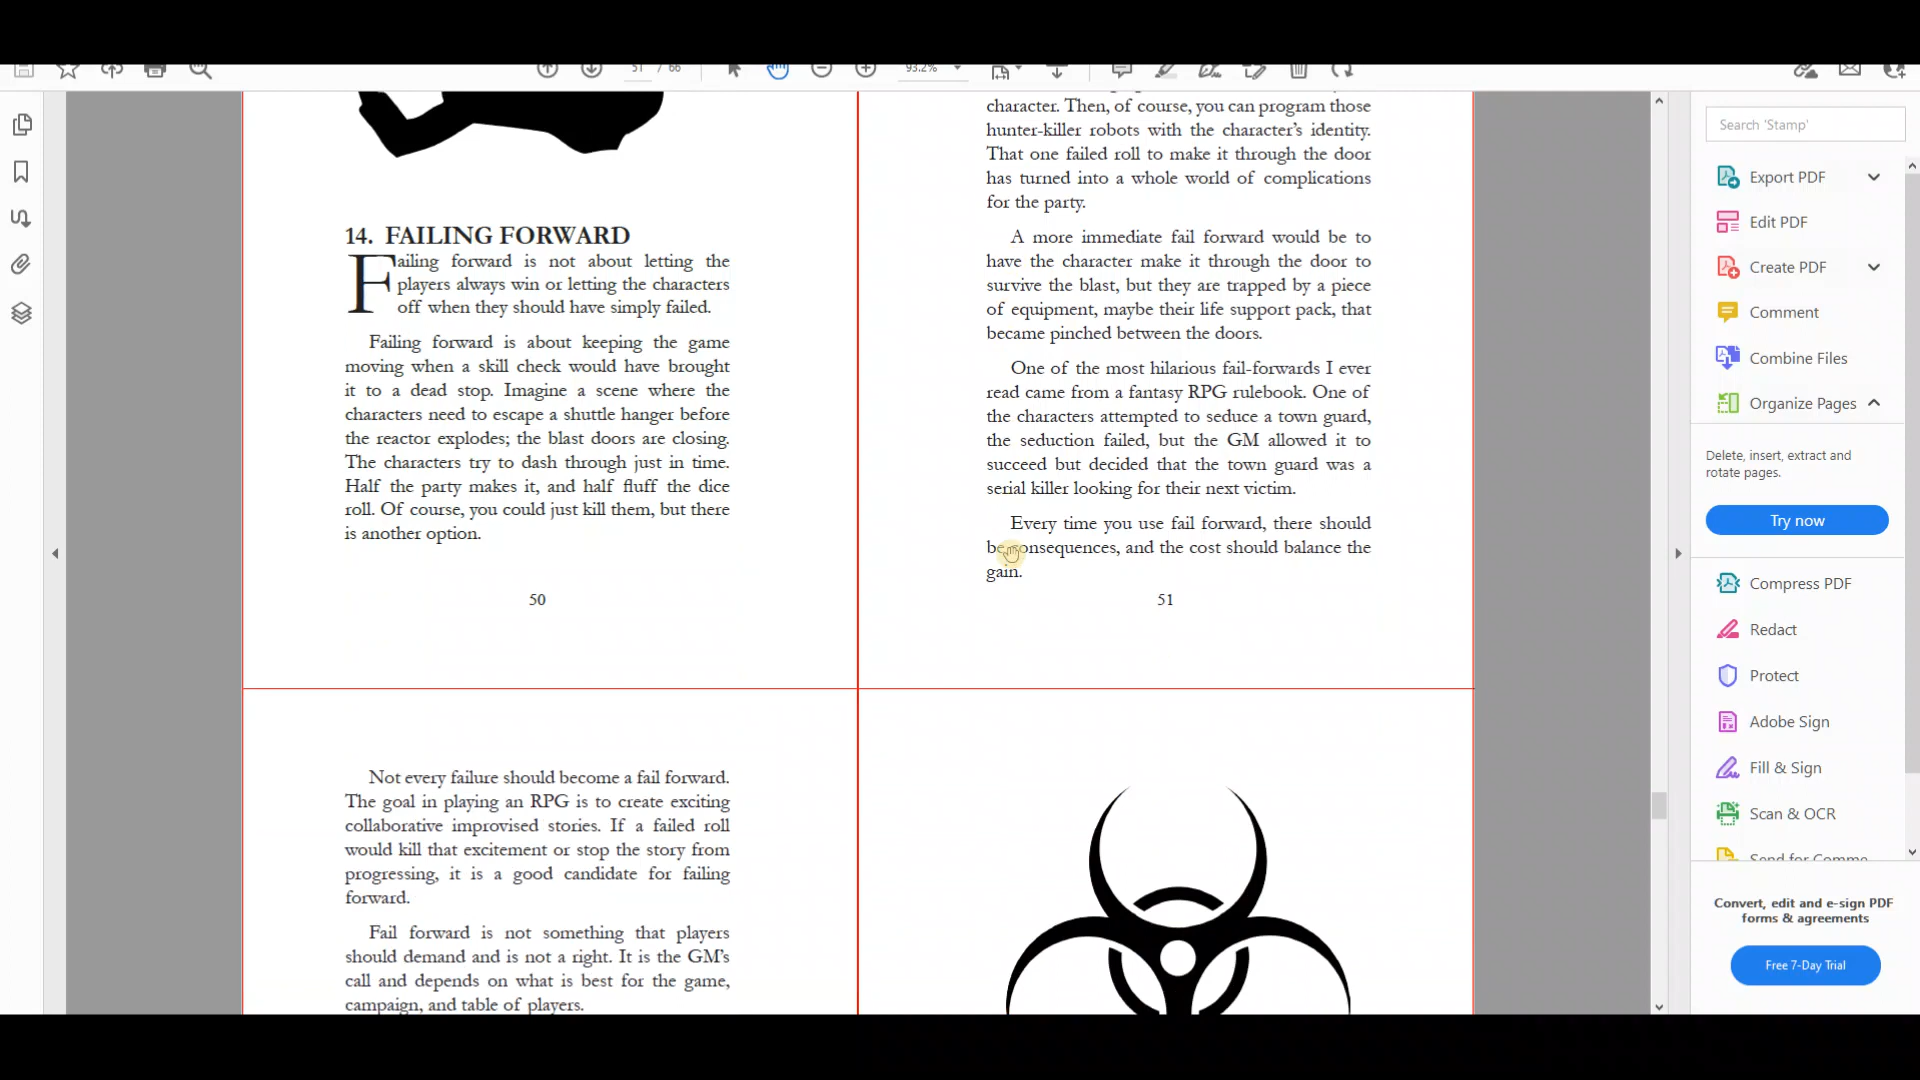 51 / 66
93.2%
14. FAILING FORWARD
Failing forward is not about letting the
players always win or letting the characters
off when they should have simply failed.
Failing forward is about keeping the game
moving when a skill check would have brought
it to a dead stop. Imagine a scene where the
characters need to escape a shuttle hanger before
the reactor explodes; the blast doors are closing.
The characters try to dash through just in time.
Half the party makes it, and half fluff the dice
roll. Of course, you could just kill them, but there
is another option.
50
character. Then, of course, you can program those
hunter-killer robots with the character's identity.
That one failed roll to make it through the door
has turned into a whole world of complications
for the party.
A more immediate fail forward would be to
have the character make it through the door to
survive the blast, but they are trapped by a piece
of equipment, maybe their life support pack, that
became pinched between the doors.
One of the most hilarious fail-forwards I ever
read came from a fantasy RPG rulebook. One of
the characters attempted to seduce a town guard,
the seduction failed, but the GM allowed it to
succeed but decided that the town guard was a
serial killer looking for their next victim.
Every time you use fail forward, there should
be consequences, and the cost should balance the
gain.
51
Not every failure should become a fail forward.
The goal in playing an RPG is to create exciting
collaborative improvised stories. If a failed roll
would kill that excitement or stop the story from
progressing, it is a good candidate for failing
forward.
Fail forward is not something that players
should demand and is not a right. It is the GM's
call and depends on what is best for the game,
campaign, and table of players.
Search 'Stamp'
Export PDF
Edit PDF
Create PDF
Comment
Combine Files
Organize Pages
Delete, insert, extract and
rotate pages.
Try now
Compress PDF
Redact
Protect
Adobe Sign
Fill & Sign
Scan & OCR
Send for Comme
Convert, edit and e-sign PDF
forms & agreements
Free 7-Day Trial